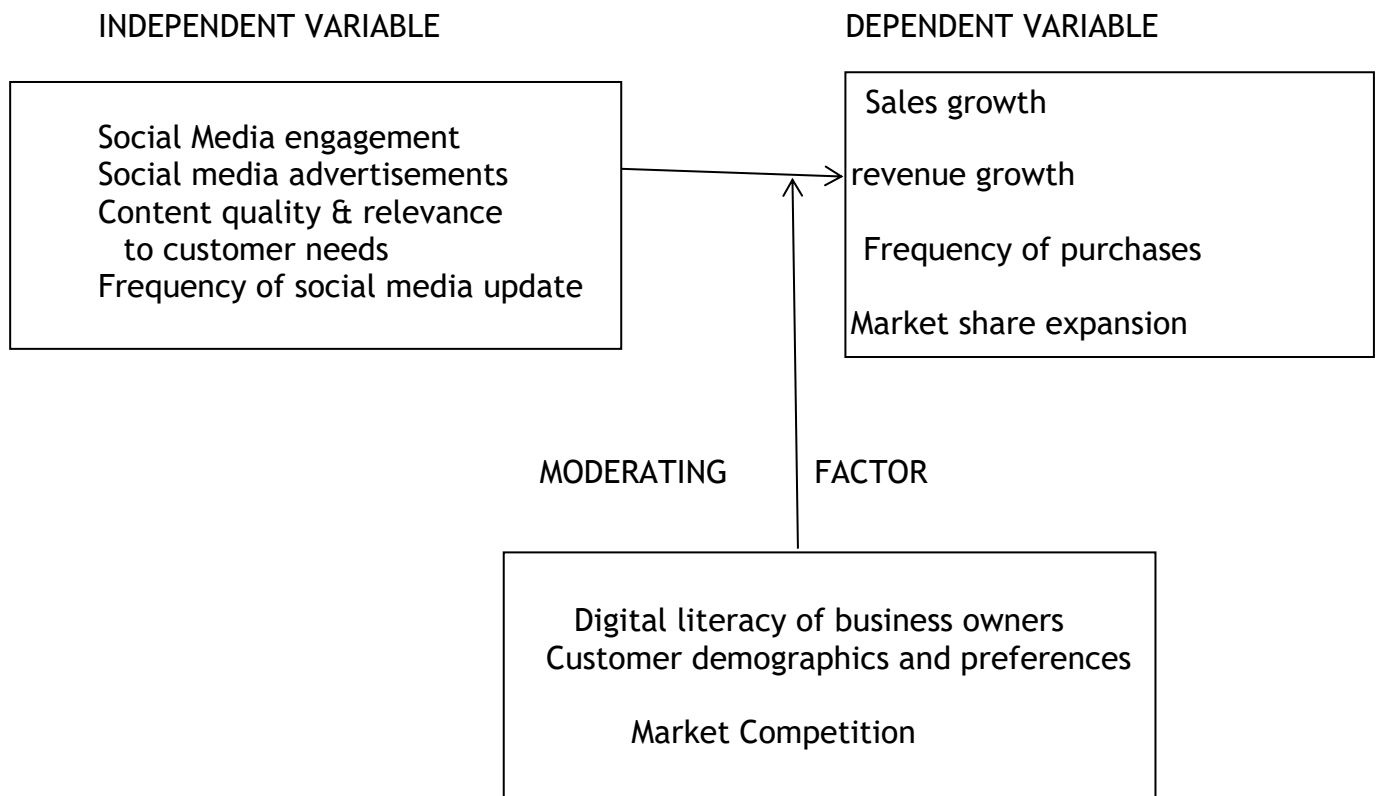 INDEPENDENT VARIABLE
DEPENDENT VARIABLE
Social Media engagement
Social media advertisements
Content quality & relevance
to customer needs
Frequency of social media update
Sales growth
revenue growth
Frequency of purchases
Market share expansion
MODERATING FACTOR
Digital literacy of business owners
Customer demographics and preferences
Market Competition